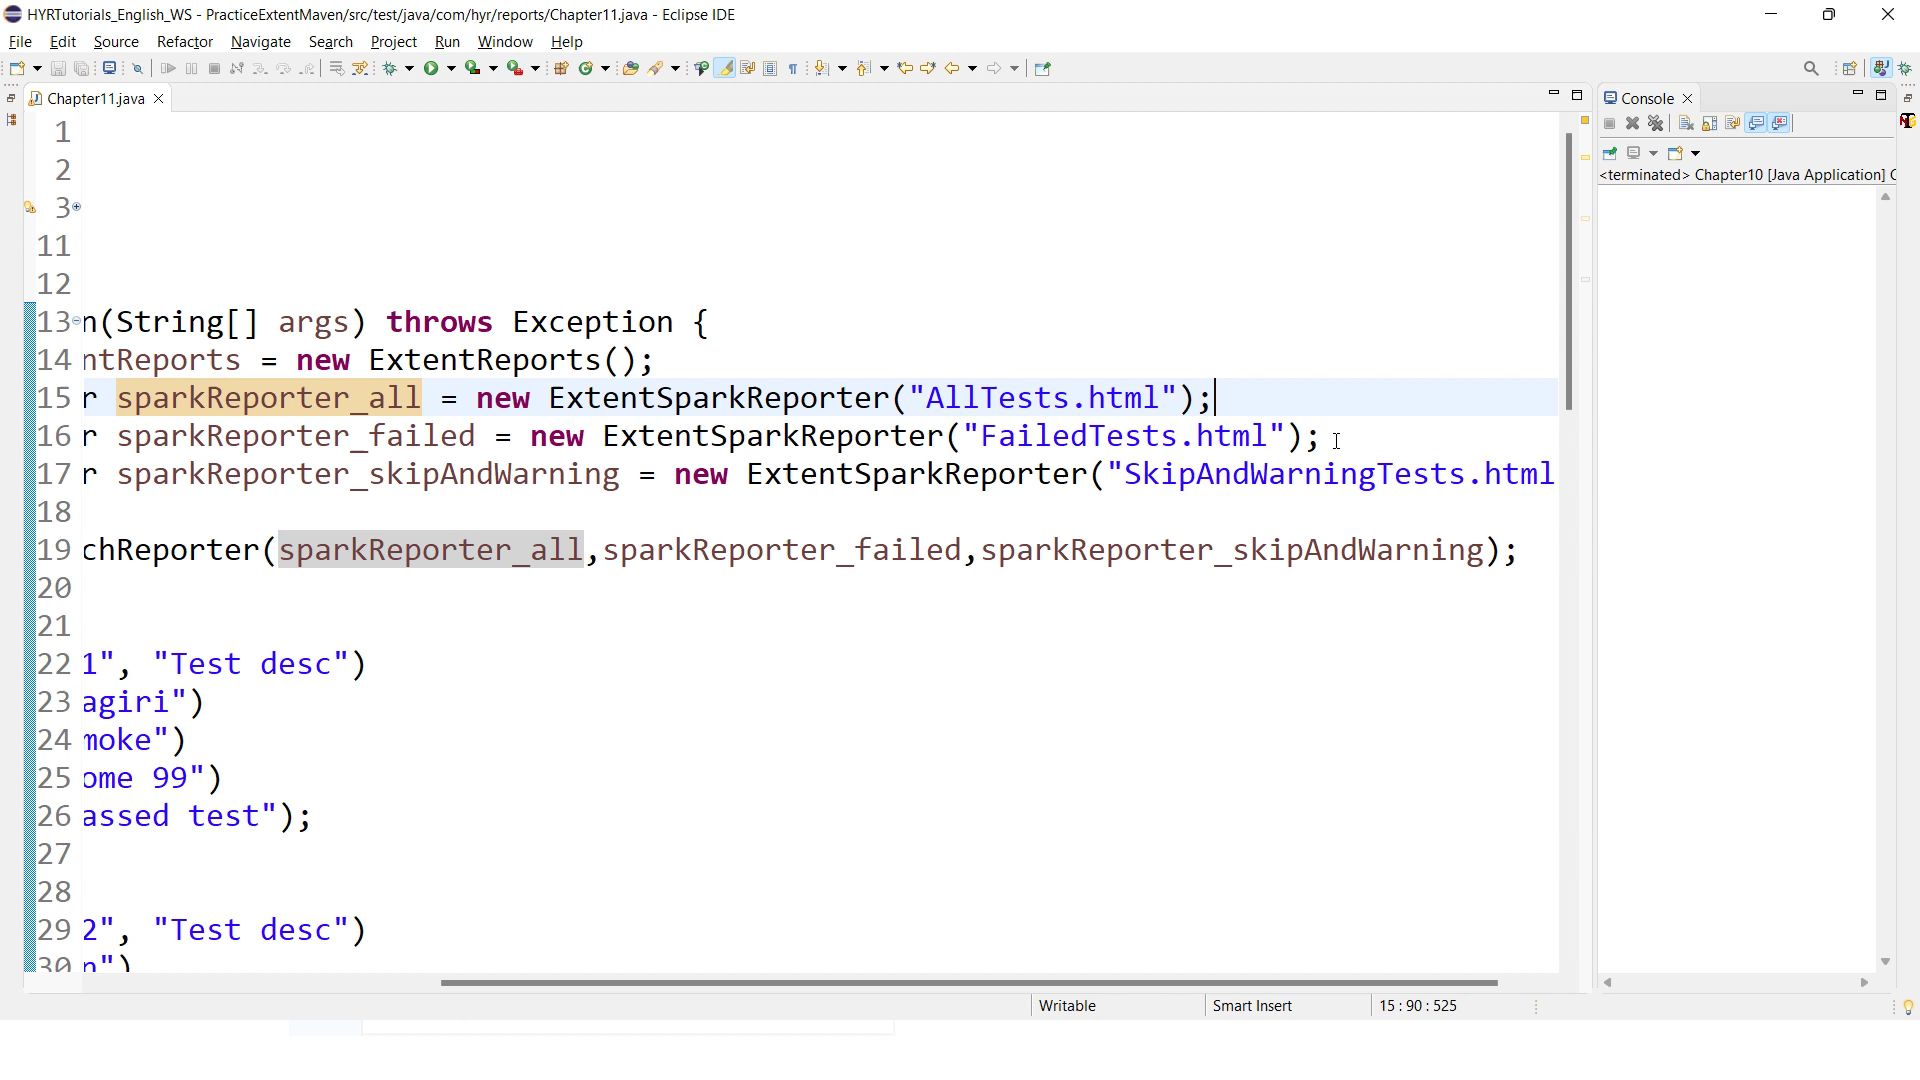 HYRTutorials_English_WS - PracticeExtentMaven/src/test/java/com/hyr/reports/Chapter11.java - Eclipse IDE
File Edit Source Refactor Navigate Search Project Run Window Help
Chapter11.java
1
2
3
11
12
13 n(String[] args) throws Exception {
14 ntReports = new ExtentReports();
15 r sparkReporter_all = new ExtentSparkReporter("AllTests.html");
16 r sparkReporter_failed = new ExtentSparkReporter("FailedTests.html");
17 r sparkReporter_skipAndWarning = new ExtentSparkReporter("SkipAndWarningTests.html
18
19 chReporter(sparkReporter_all,sparkReporter_failed,sparkReporter_skipAndWarning);
20
21
22 1", "Test desc")
23 agiri")
24 moke")
25 ome 99")
26 assed test");
27
28
29 2", "Test desc")
30 n")
Console
<terminated> Chapter10 [Java Application] C
Writable Smart Insert 15 : 90 : 525